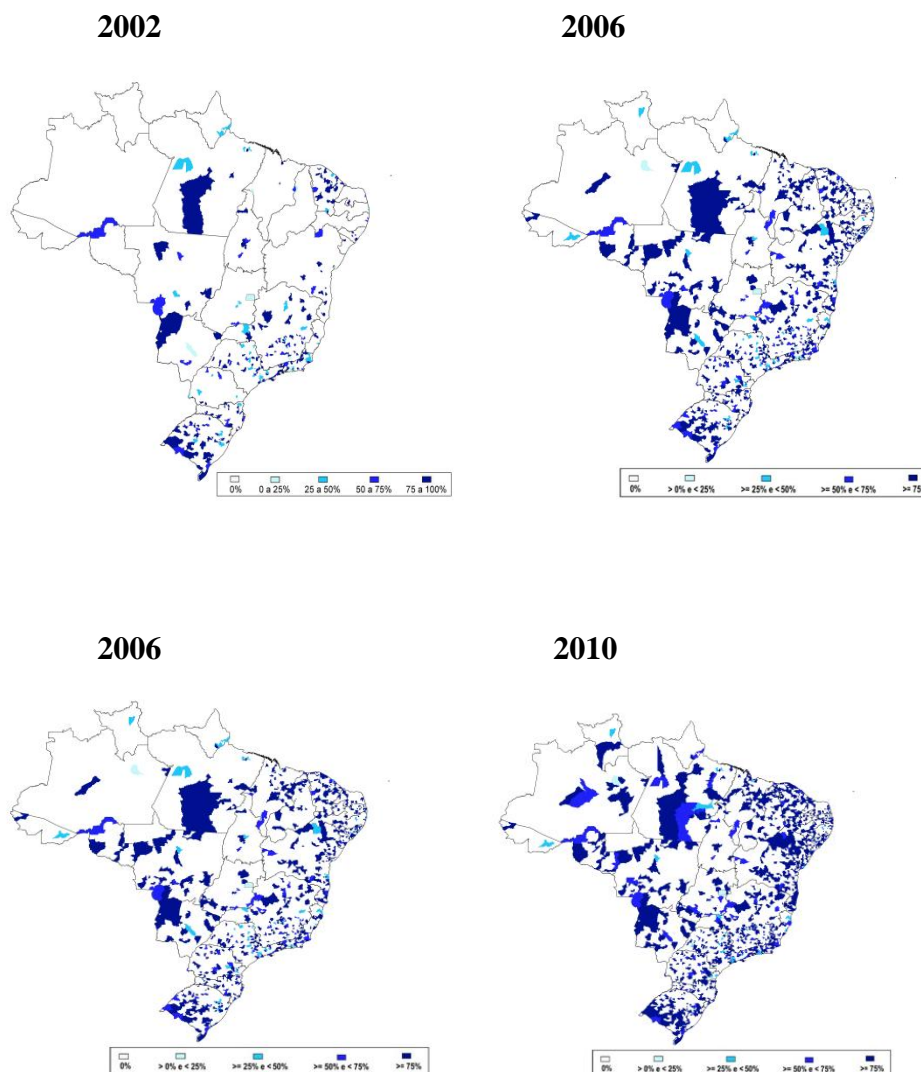 2002
2006
0%
0 a 25%
25 a 50%
50 a 75%
75 a 100%
0%
> 0% e < 25%
>= 25% e < 50%
>= 50% e < 75%
>= 75
2006
2010
0%
> 0% e < 25%
>= 25% e < 50%
>= 50% e < 75%
>= 75%
0%
> 0% e < 25%
>= 25% e < 50%
>= 50% e < 75%
>= 75%